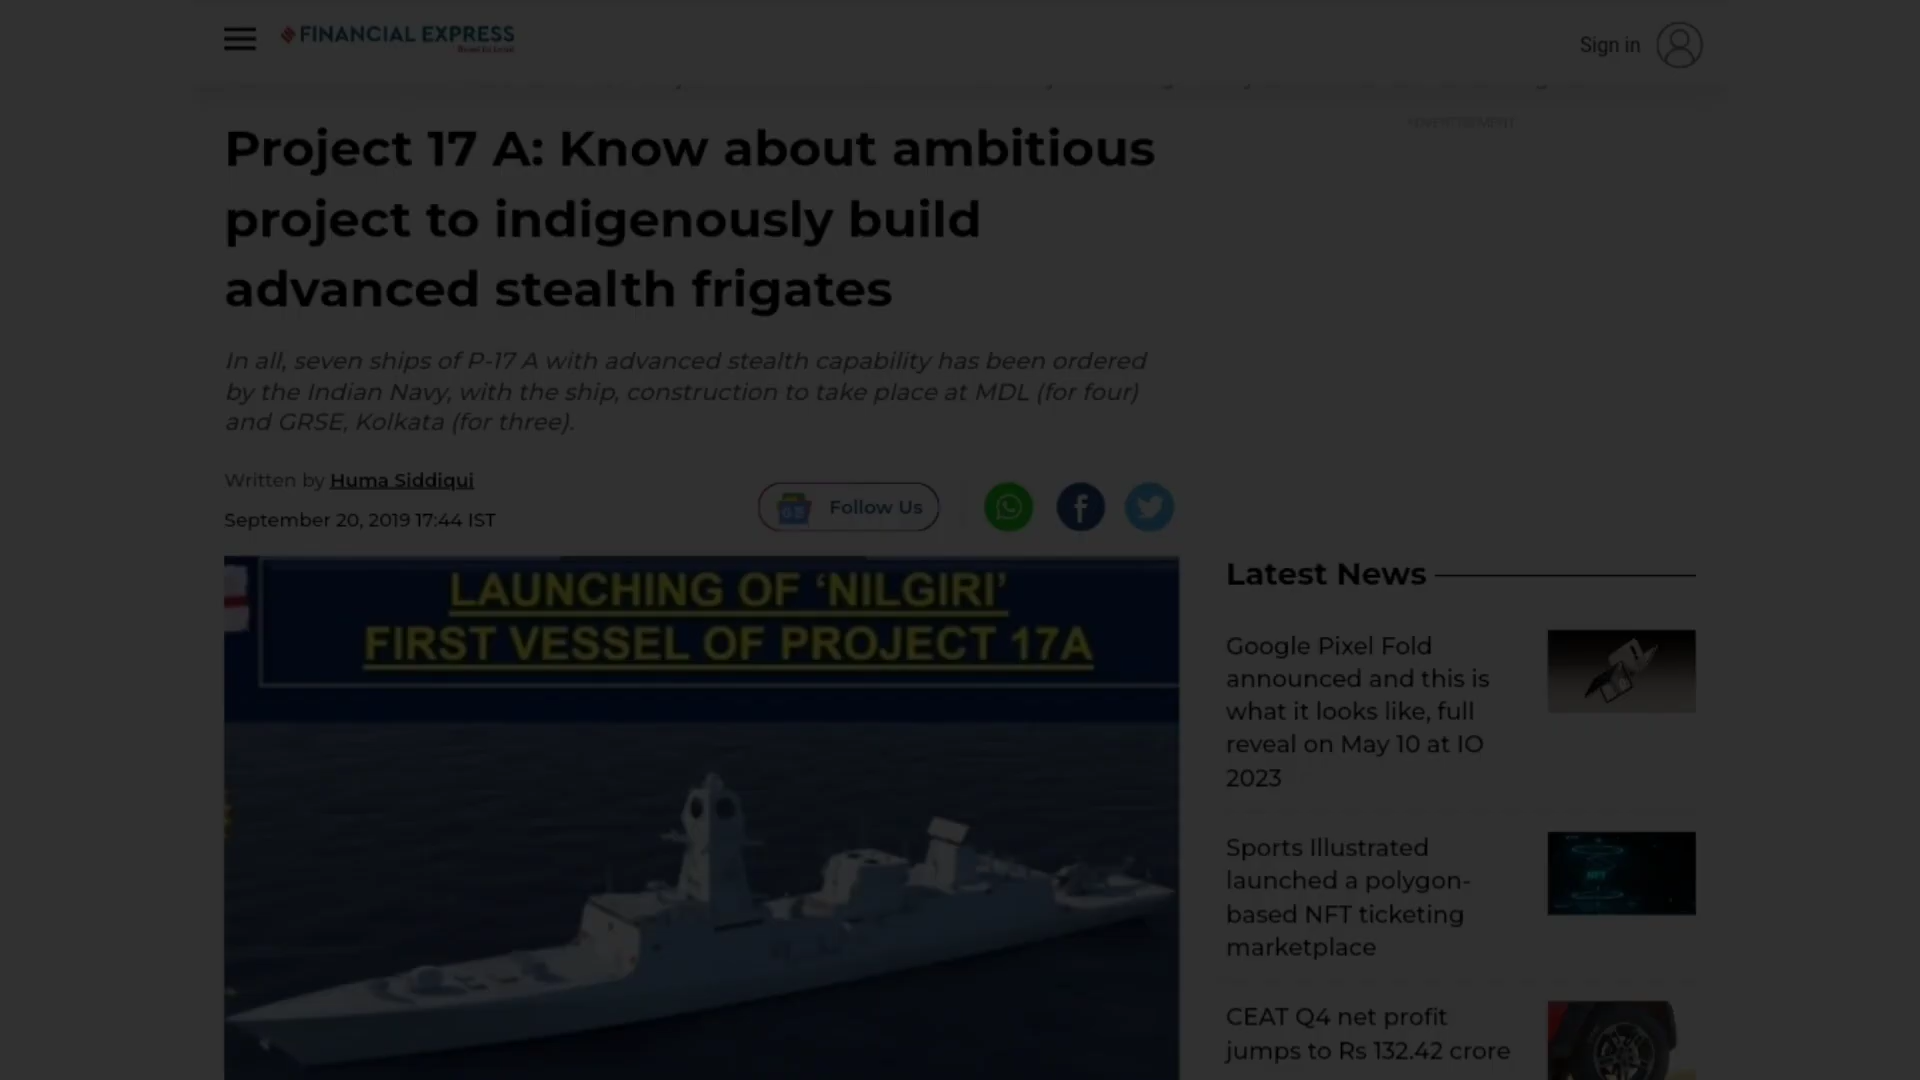 FINANCIAL EXPRESS
Read to Lead
Sign in
ADVERTISEMENT
Project 17 A: Know about ambitious
project to indigenously build
advanced stealth frigates
In all, seven ships of P-17 A with advanced stealth capability has been ordered
by the Indian Navy, with the ship, construction to take place at MDL (for four)
and GRSE, Kolkata (for three).
Written by Huma Siddiqui
September 20, 2019 17:44 IST
Follow Us
LAUNCHING OF ‘NILGIRI’
FIRST VESSEL OF PROJECT 17A
Latest News
Google Pixel Fold
announced and this is
what it looks like, full
reveal on May 10 at IO
2023
Sports Illustrated
launched a polygon-
based NFT ticketing
marketplace
NFT
CEAT Q4 net profit
jumps to Rs 132.42 crore